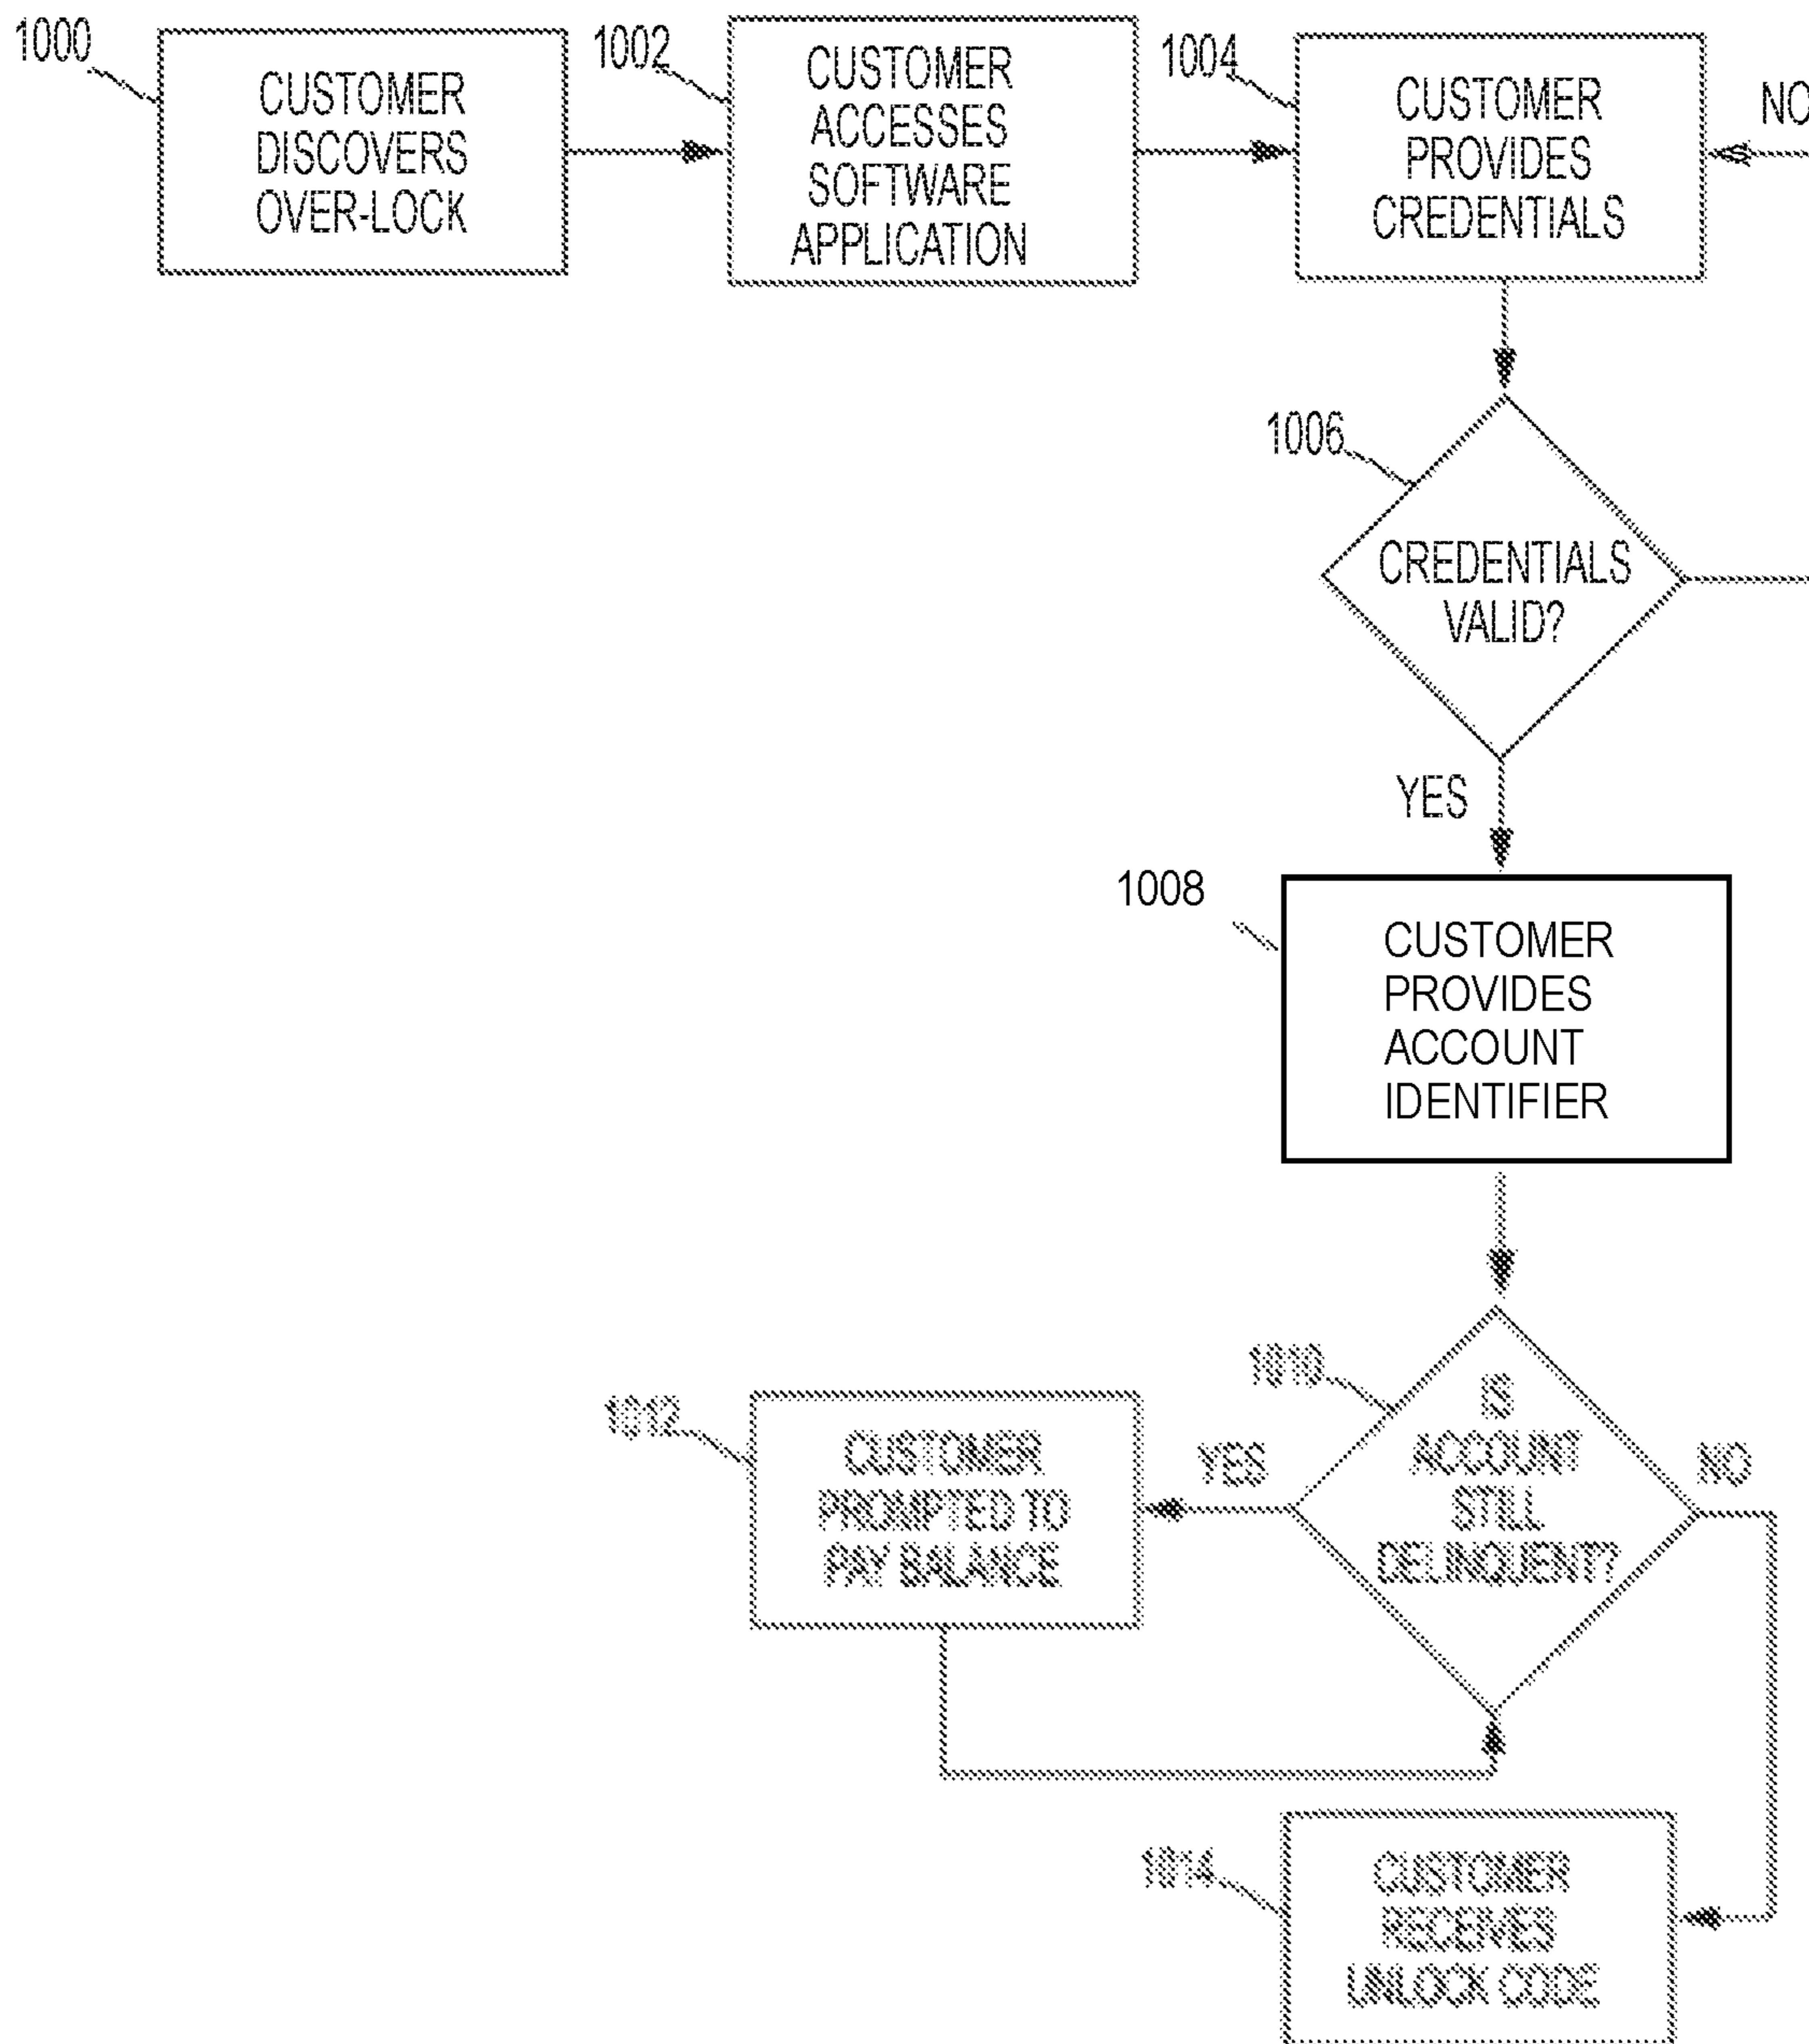 1000
CUSTOMER
DISCOVERS
OVER-LOCK
1002
CUSTOMER
ACCESSES
SOFTWARE
APPLICATION
1004
CUSTOMER
PROVIDES
CREDENTIALS
NO
1006
CREDENTIALS
VALID?
YES
1008
CUSTOMER
PROVIDES
ACCOUNT
IDENTIFIER
1010
IS
ACCOUNT
STILL
DELINQUENT?
YES
NO
1012
CUSTOMER
PROMPTED TO
PAY BALANCE
1014
CUSTOMER
RECEIVES
UNLOCK CODE